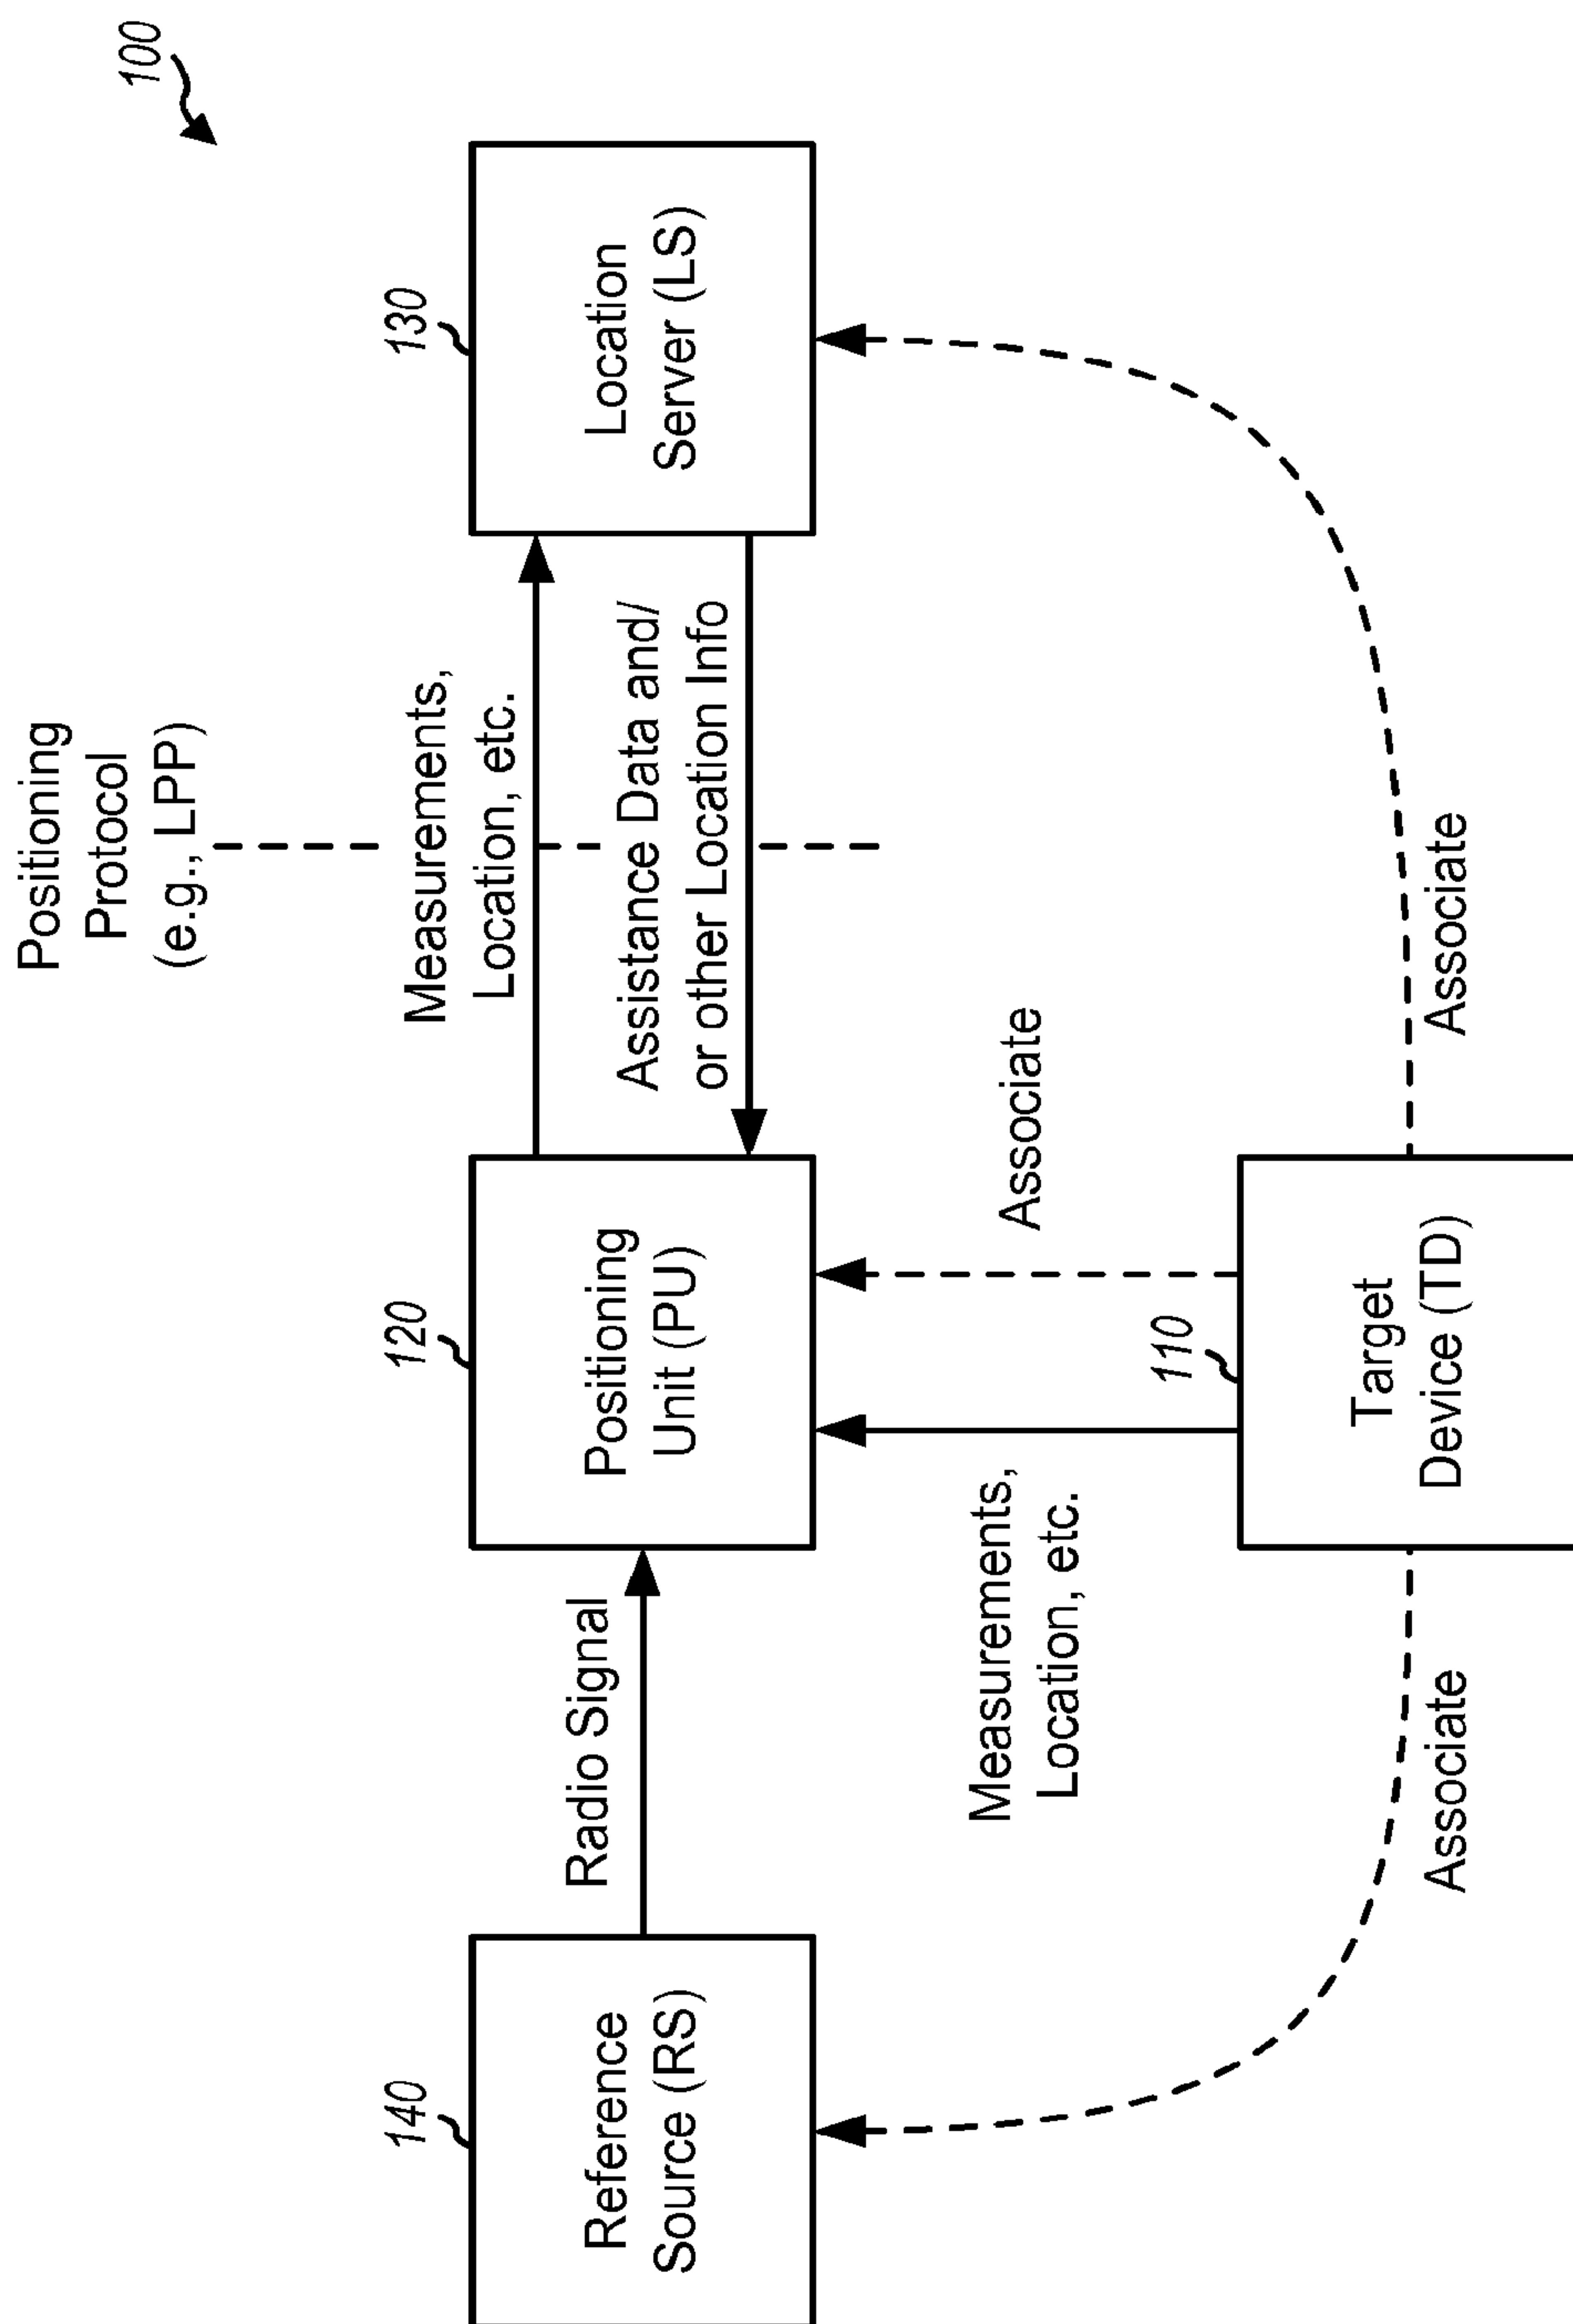 100
Positioning
Protocol
(e.g., LPP)
140
120
130
Reference
Source (RS)
Radio Signal
Positioning
Unit (PU)
Measurements,
Location, etc.
Assistance Data and/
or other Location Info
Location
Server (LS)
Measurements,
Location, etc.
Associate
110
Target
Device (TD)
Associate
Associate